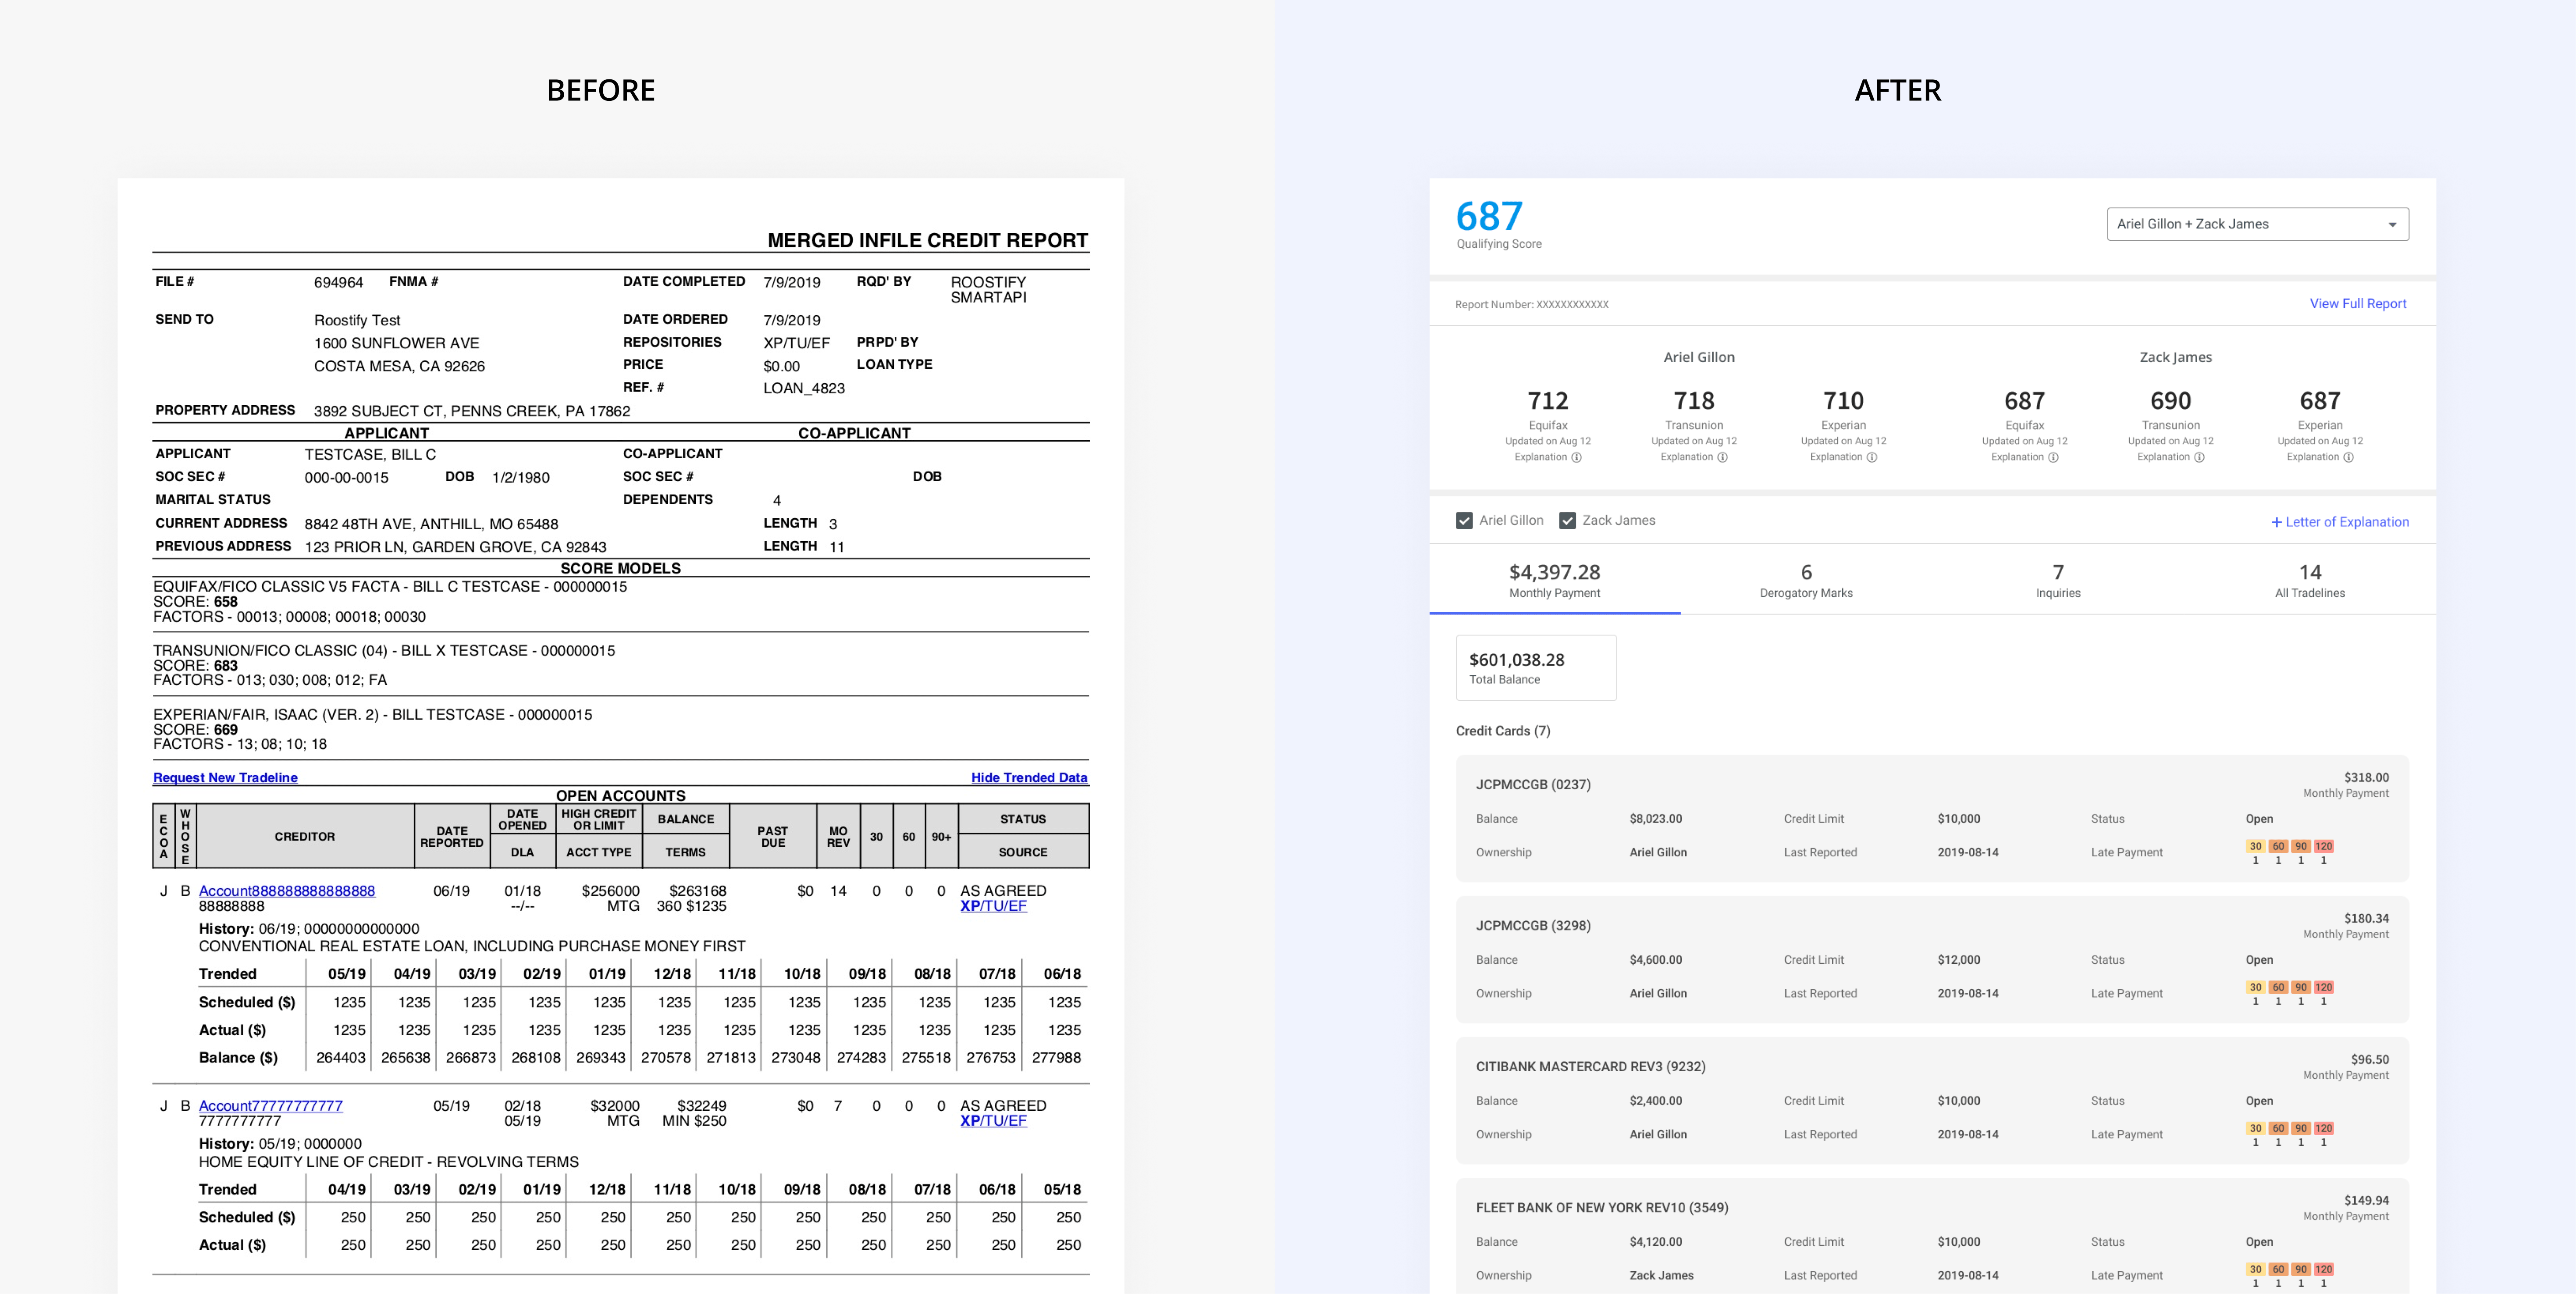 BEFORE
MERGED INFILE CREDIT REPORT
FILE # 694964 FNMA # DATE COMPLETED 7/9/2019 RQD' BY ROOSTIFY
SMARTAPI
SEND TO Roostify Test DATE ORDERED 7/9/2019
1600 SUNFLOWER AVE REPOSITORIES XP/TU/EF PRPD' BY
COSTA MESA, CA 92626 PRICE $0.00 LOAN TYPE
REF. # LOAN_4823
PROPERTY ADDRESS 3892 SUBJECT CT, PENNS CREEK, PA 17862
APPLICANT CO-APPLICANT
APPLICANT TESTCASE, BILL C CO-APPLICANT
SOC SEC # 000-00-0015 DOB 1/2/1980 SOC SEC # DOB
MARITAL STATUS DEPENDENTS 4
CURRENT ADDRESS 8842 48TH AVE, ANTHILL, MO 65488 LENGTH 3
PREVIOUS ADDRESS 123 PRIOR LN, GARDEN GROVE, CA 92843 LENGTH 11
SCORE MODELS
EQUIFAX/FICO CLASSIC V5 FACTA - BILL C TESTCASE - 000000015
SCORE: 658
FACTORS - 00013; 00008; 00018; 00030
TRANSUNION/FICO CLASSIC (04) - BILL X TESTCASE - 000000015
SCORE: 683
FACTORS - 013; 030; 008; 012; FA
EXPERIAN/FAIR, ISAAC (VER. 2) - BILL TESTCASE - 000000015
SCORE: 669
FACTORS - 13; 08; 10; 18
Request New Tradeline Hide Trended Data
OPEN ACCOUNTS
ECOA WHOSE CREDITOR DATE REPORTED DATE OPENED HIGH CREDIT OR LIMIT BALANCE PAST DUE MO REV 30 60 90+ STATUS
DLA ACCT TYPE TERMS SOURCE
J B Account888888888888888 06/19 01/18 $256000 $263168 $0 14 0 0 0 AS AGREED
88888888 --/-- MTG 360 $1235 XP/TU/EF
History: 06/19; 00000000000000
CONVENTIONAL REAL ESTATE LOAN, INCLUDING PURCHASE MONEY FIRST
Trended 05/19 04/19 03/19 02/19 01/19 12/18 11/18 10/18 09/18 08/18 07/18 06/18
Scheduled ($) 1235 1235 1235 1235 1235 1235 1235 1235 1235 1235 1235 1235
Actual ($) 1235 1235 1235 1235 1235 1235 1235 1235 1235 1235 1235 1235
Balance ($) 264403 265638 266873 268108 269343 270578 271813 273048 274283 275518 276753 277988
J B Account77777777777 05/19 02/18 $32000 $32249 $0 7 0 0 0 AS AGREED
7777777777 05/19 MTG MIN $250 XP/TU/EF
History: 05/19; 0000000
HOME EQUITY LINE OF CREDIT - REVOLVING TERMS
Trended 04/19 03/19 02/19 01/19 12/18 11/18 10/18 09/18 08/18 07/18 06/18 05/18
Scheduled ($) 250 250 250 250 250 250 250 250 250 250 250 250
Actual ($) 250 250 250 250 250 250 250 250 250 250 250 250
AFTER
687 Ariel Gillon + Zack James
Qualifying Score
Report Number: XXXXXXXXXXXX View Full Report
Ariel Gillon Zack James
712 718 710 687 690 687
Equifax Transunion Experian Equifax Transunion Experian
Updated on Aug 12 Updated on Aug 12 Updated on Aug 12 Updated on Aug 12 Updated on Aug 12 Updated on Aug 12
Explanation Explanation Explanation Explanation Explanation Explanation
Ariel Gillon Zack James + Letter of Explanation
$4,397.28 6 7 14
Monthly Payment Derogatory Marks Inquiries All Tradelines
$601,038.28
Total Balance
Credit Cards (7)
JCPMCCGB (0237) $318.00
Monthly Payment
Balance $8,023.00 Credit Limit $10,000 Status Open
Ownership Ariel Gillon Last Reported 2019-08-14 Late Payment 30 60 90 120
1 1 1 1
JCPMCCGB (3298) $180.34
Monthly Payment
Balance $4,600.00 Credit Limit $12,000 Status Open
Ownership Ariel Gillon Last Reported 2019-08-14 Late Payment 30 60 90 120
1 1 1 1
CITIBANK MASTERCARD REV3 (9232) $96.50
Monthly Payment
Balance $2,400.00 Credit Limit $10,000 Status Open
Ownership Ariel Gillon Last Reported 2019-08-14 Late Payment 30 60 90 120
1 1 1 1
FLEET BANK OF NEW YORK REV10 (3549) $149.94
Monthly Payment
Balance $4,120.00 Credit Limit $10,000 Status Open
Ownership Zack James Last Reported 2019-08-14 Late Payment 30 60 90 120
1 1 1 1